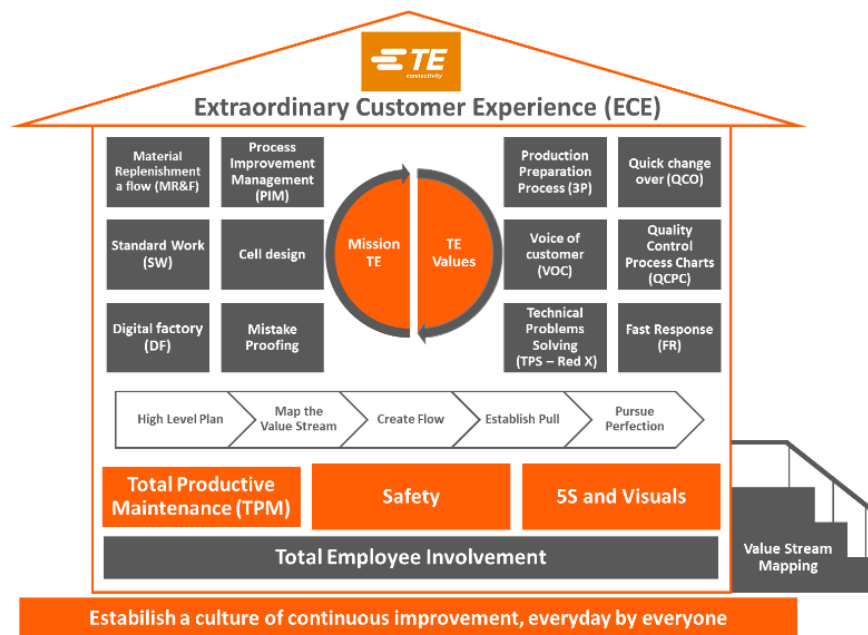 TE
connectivity
Extraordinary Customer Experience (ECE)
Material
Replenishment
a flow (MR&F)
Process
Improvement
Management
(PIM)
Standard Work
(SW)
Cell design
Digital factory
(DF)
Mistake
Proofing
Mission
TE
TE
Values
Production
Preparation
Process (3P)
Quick change
over (QCO)
Voice of
customer
(VOC)
Quality
Control
Process Charts
(QCPC)
Technical
Problems
Solving
(TPS – Red X)
Fast Response
(FR)
High Level Plan
Map the
Value Stream
Create Flow
Establish Pull
Pursue
Perfection
Total Productive
Maintenance (TPM)
Safety
5S and Visuals
Total Employee Involvement
Value Stream
Mapping
Estabilish a culture of continuous improvement, everyday by everyone